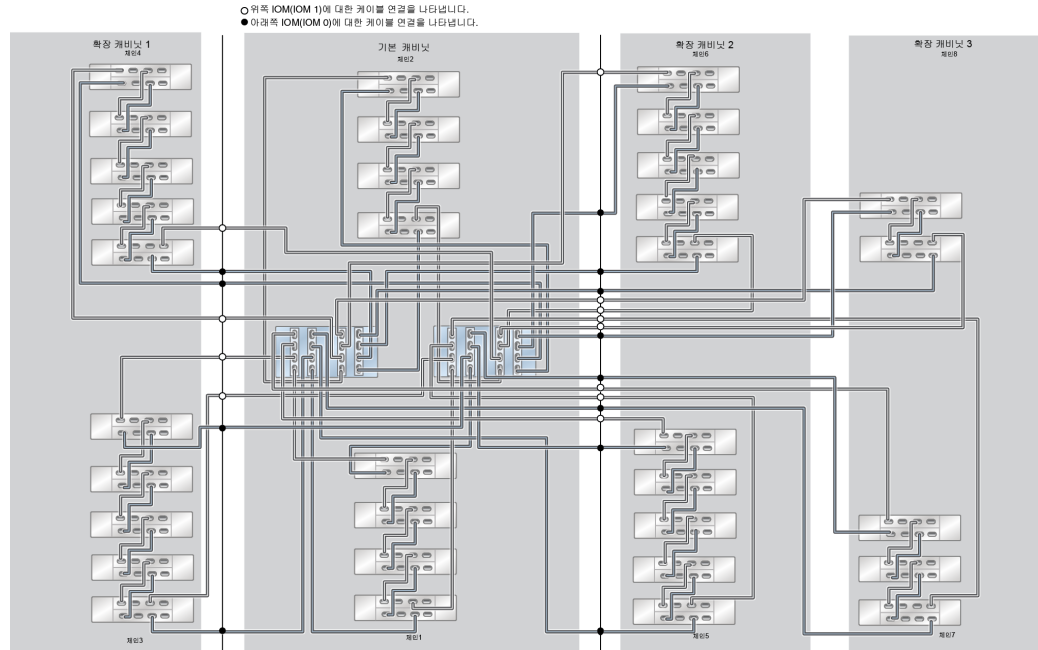 위쪽 IOM(IOM 1)에 대한 케이블 연결을 나타냅니다.
아래쪽 IOM(IOM 0)에 대한 케이블 연결을 나타냅니다.
확장 캐비닛 1
체인4
기본 캐비닛
체인2
확장 캐비닛 2
체인6
확장 캐비닛 3
체인8
체인3
체인1
체인5
체인7